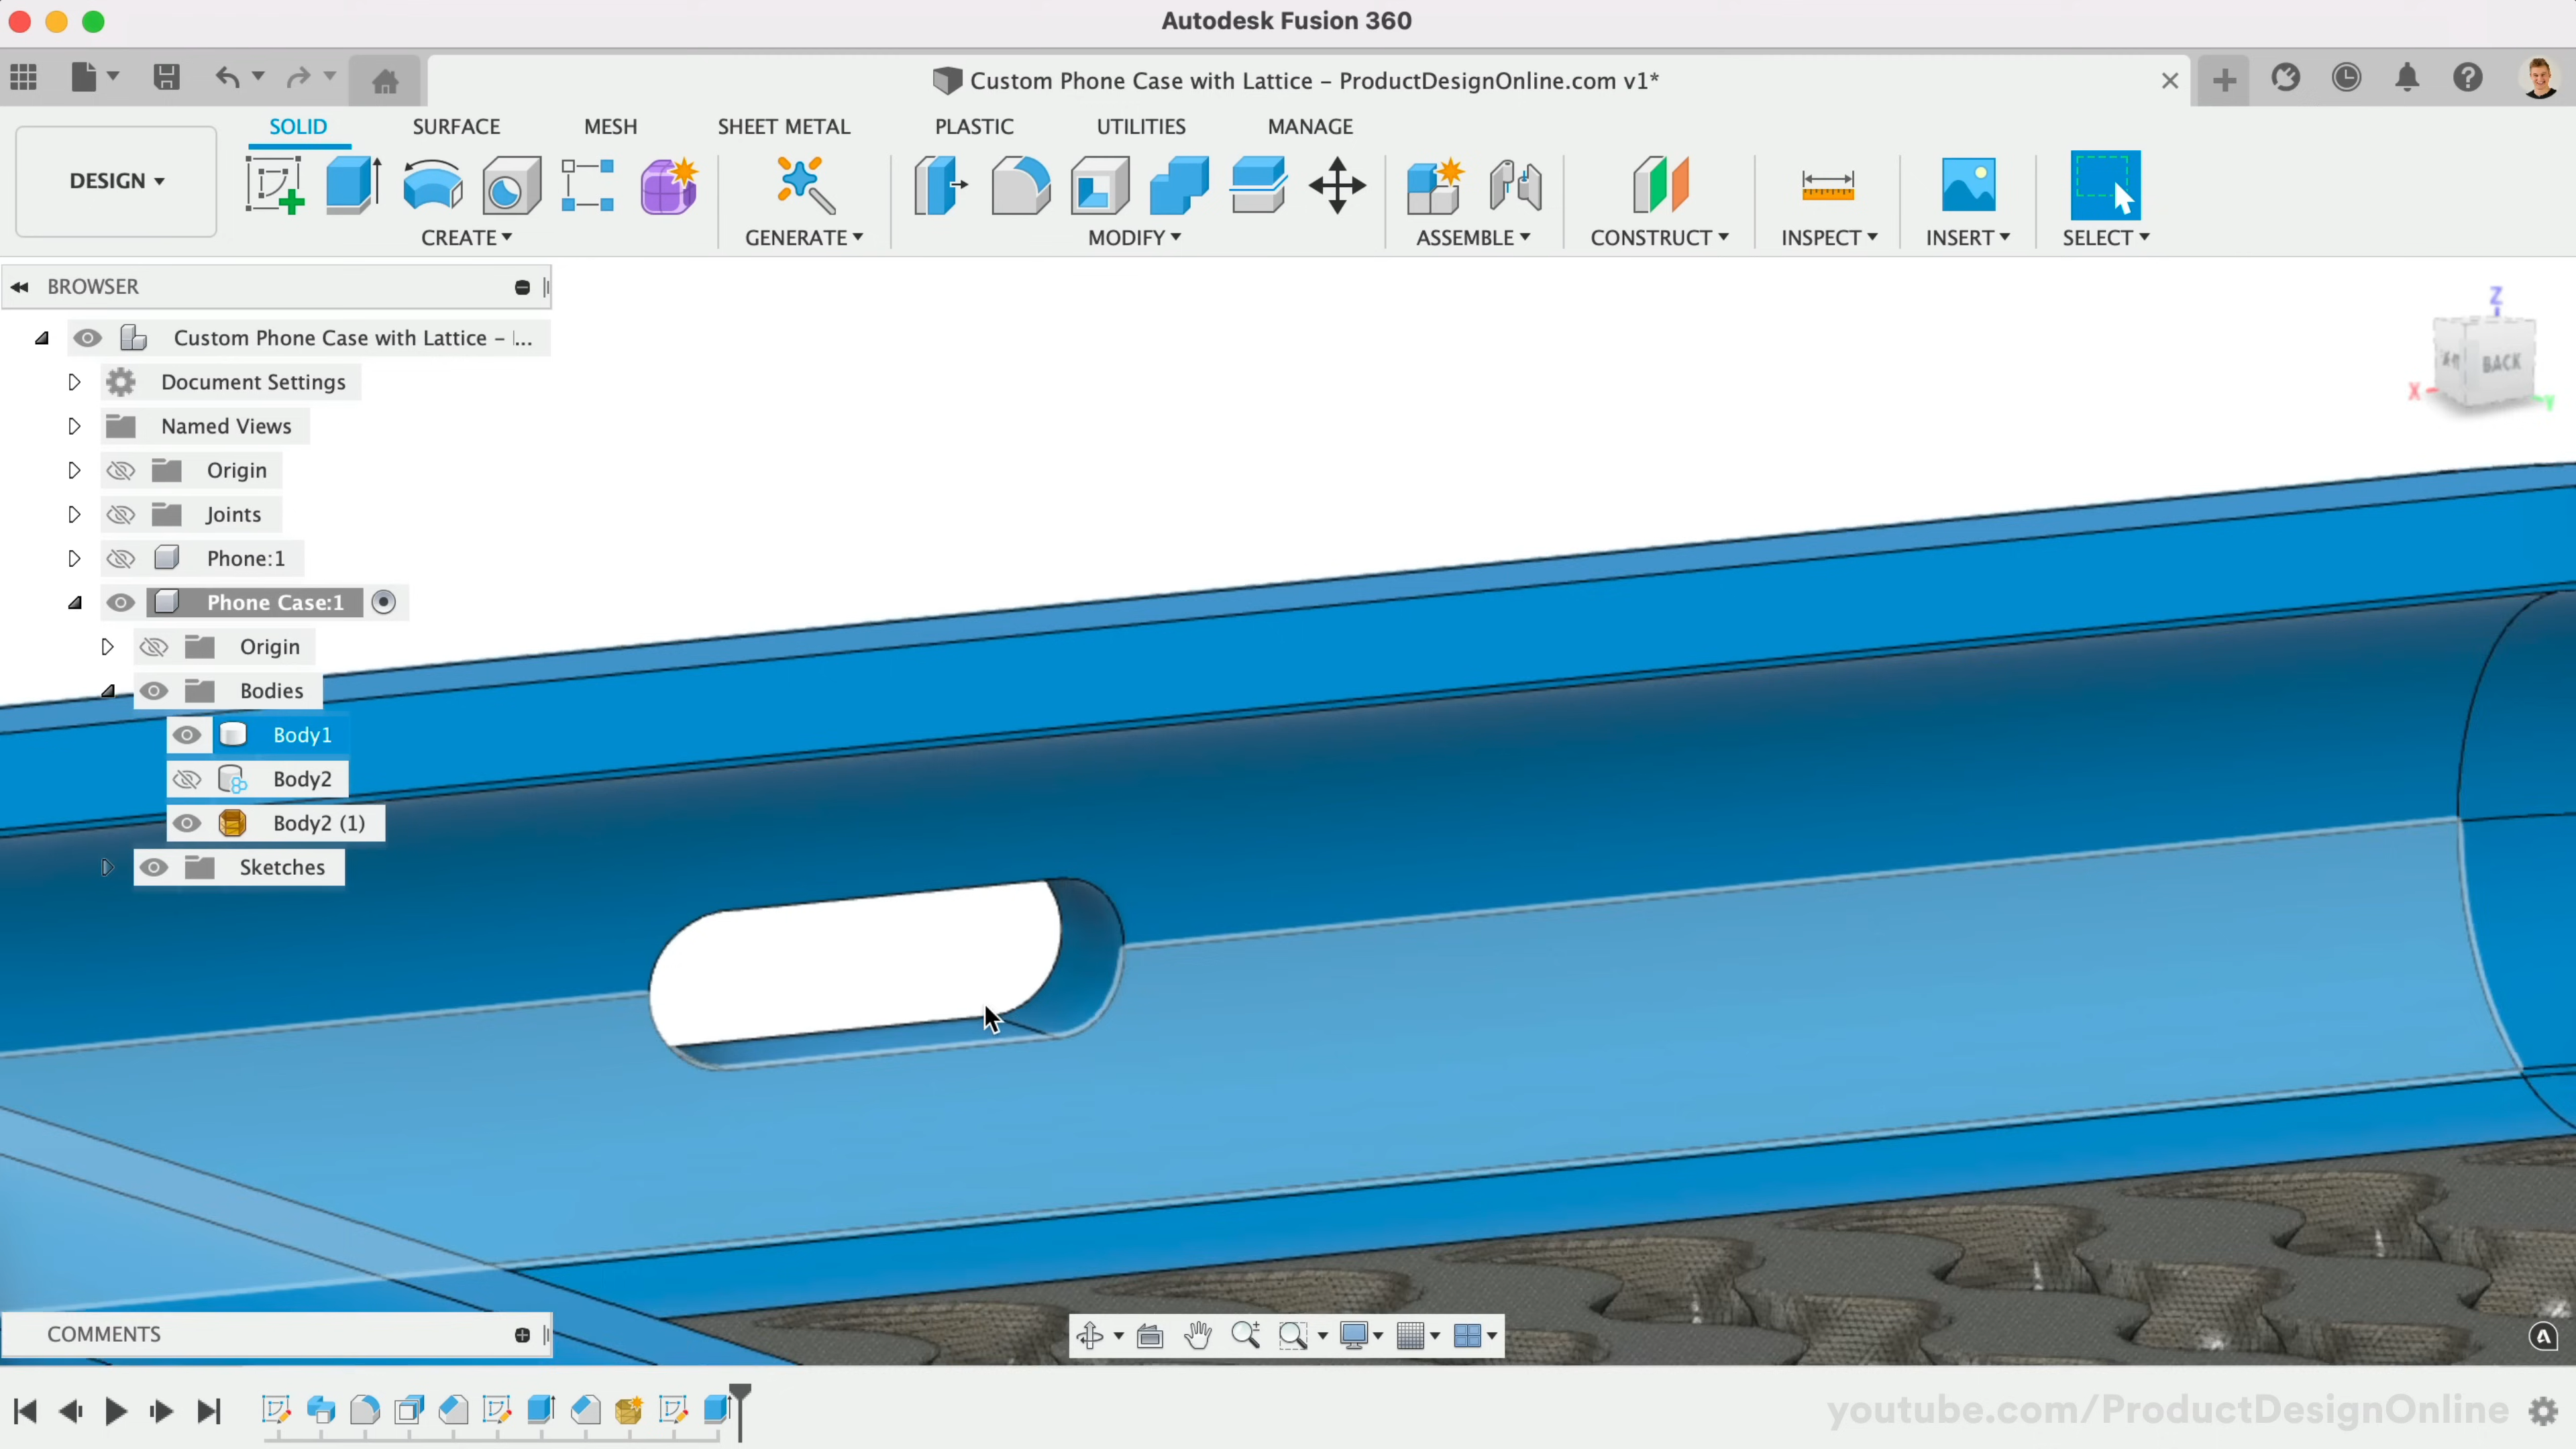 Autodesk Fusion 360
Custom Phone Case with Lattice – ProductDesignOnline.com v1*
SOLID SURFACE MESH SHEET METAL PLASTIC UTILITIES MANAGE
DESIGN
CREATE GENERATE MODIFY ASSEMBLE CONSTRUCT INSPECT INSERT SELECT
BROWSER
Custom Phone Case with Lattice – ...
Document Settings
Named Views
Origin
Joints
Phone:1
Phone Case:1
Origin
Bodies
Body1
Body2
Body2 (1)
Sketches
Z
BACK
X
Y
COMMENTS
youtube.com/ProductDesignOnline